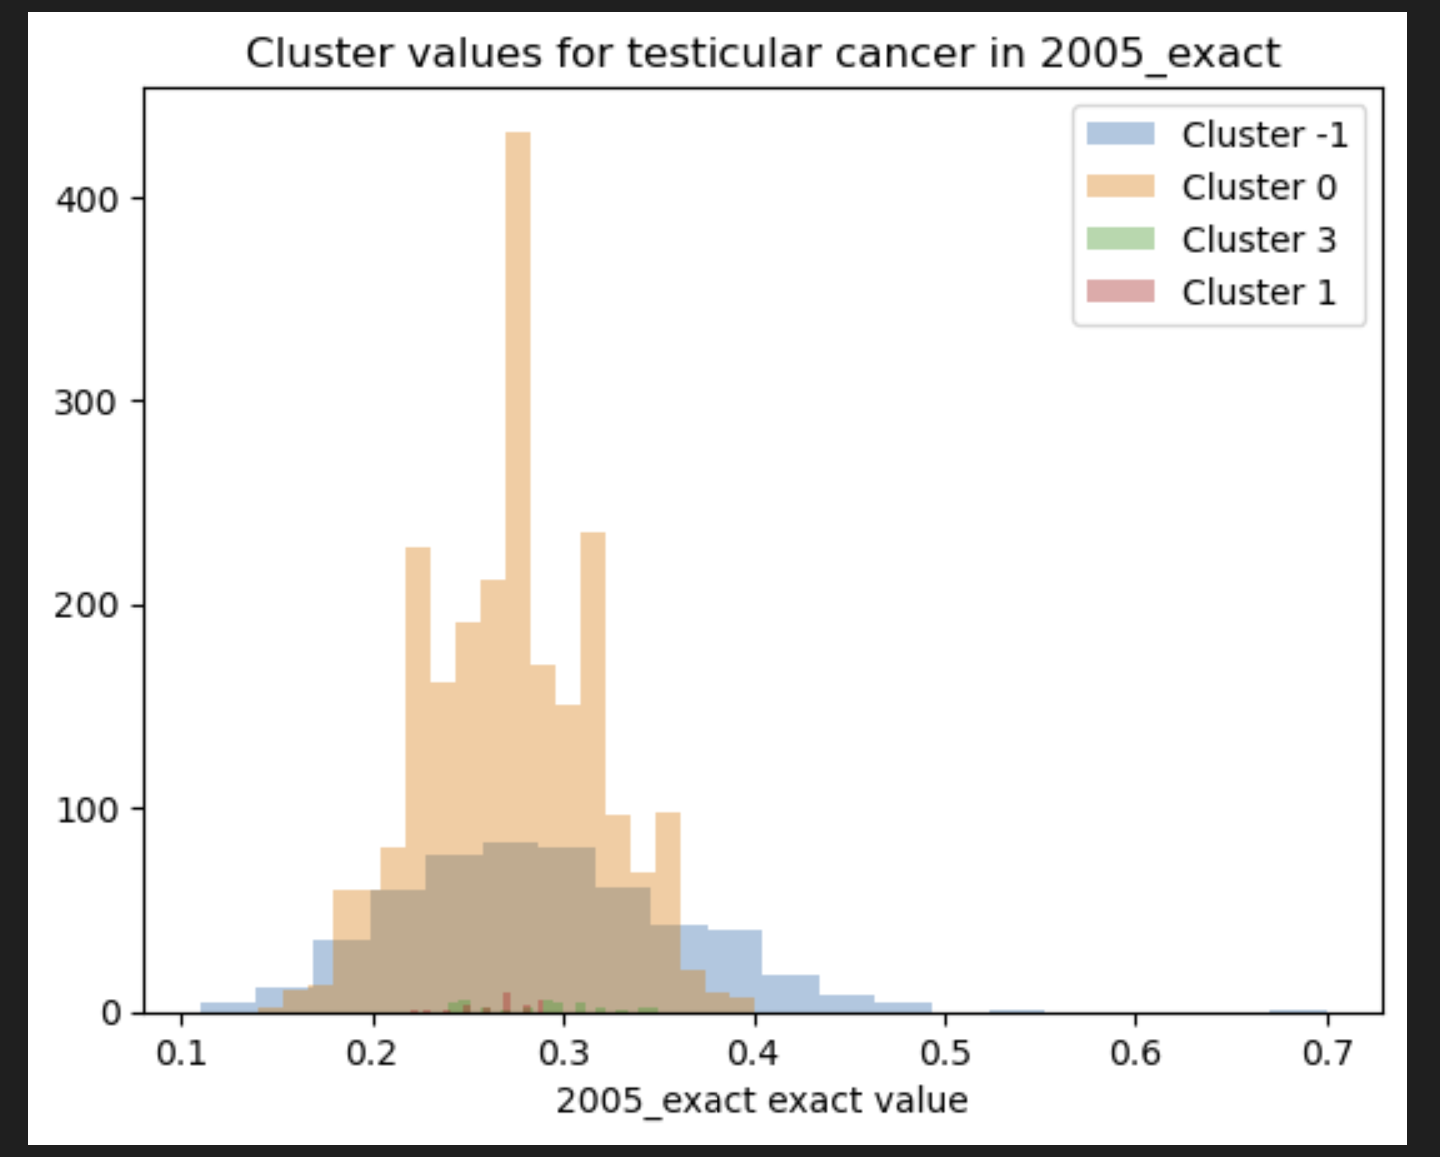 Cluster values for testicular cancer in 2005_exact
Cluster -1
Cluster 0
Cluster 3
Cluster 1
400
300
200
100
0
0.1 0.2 0.3 0.4 0.5 0.6 0.7
2005_exact exact value